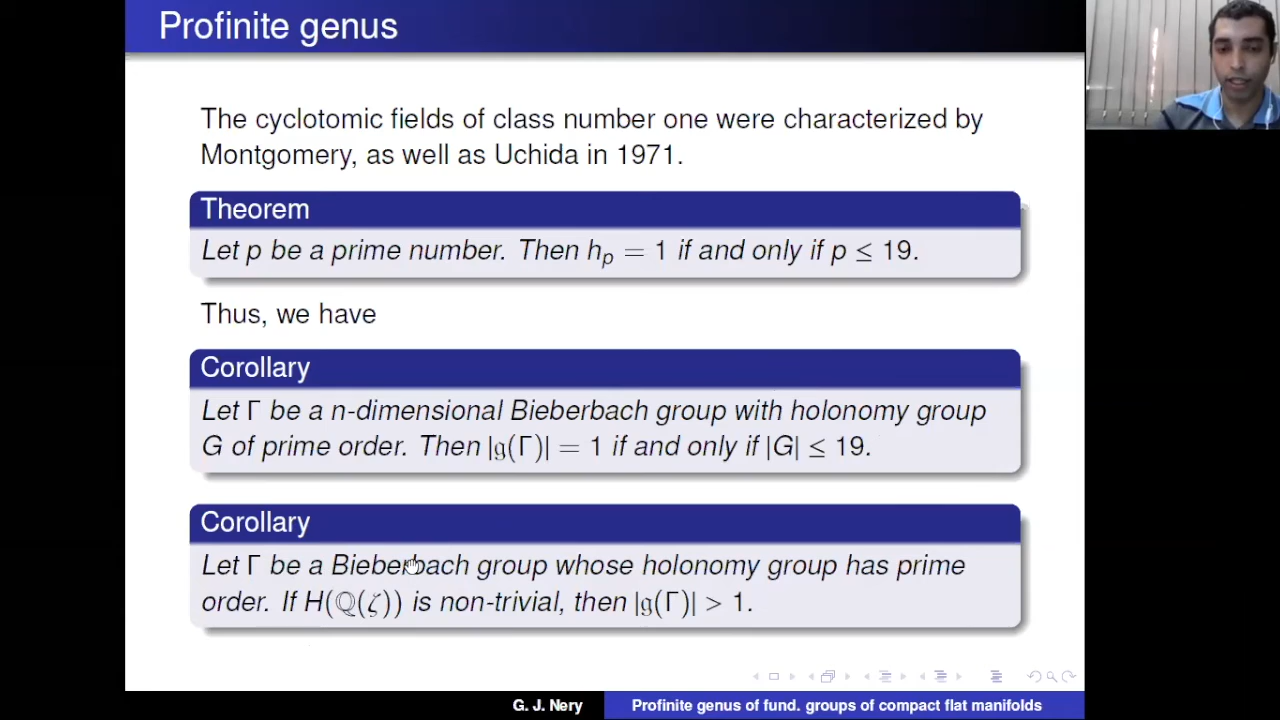 Profinite genus
The cyclotomic fields of class number one were characterized by
Montgomery, as well as Uchida in 1971.
Theorem
Let p be a prime number. Then hₚ = 1 if and only if p ≤ 19.
Thus, we have
Corollary
Let Γ be a n-dimensional Bieberbach group with holonomy group
G of prime order. Then |𝔤(Γ)| = 1 if and only if |G| ≤ 19.
Corollary
Let Γ be a Bieberbach group whose holonomy group has prime
order. If H(ℚ(ζ)) is non-trivial, then |𝔤(Γ)| > 1.
G. J. Nery
Profinite genus of fund. groups of compact flat manifolds